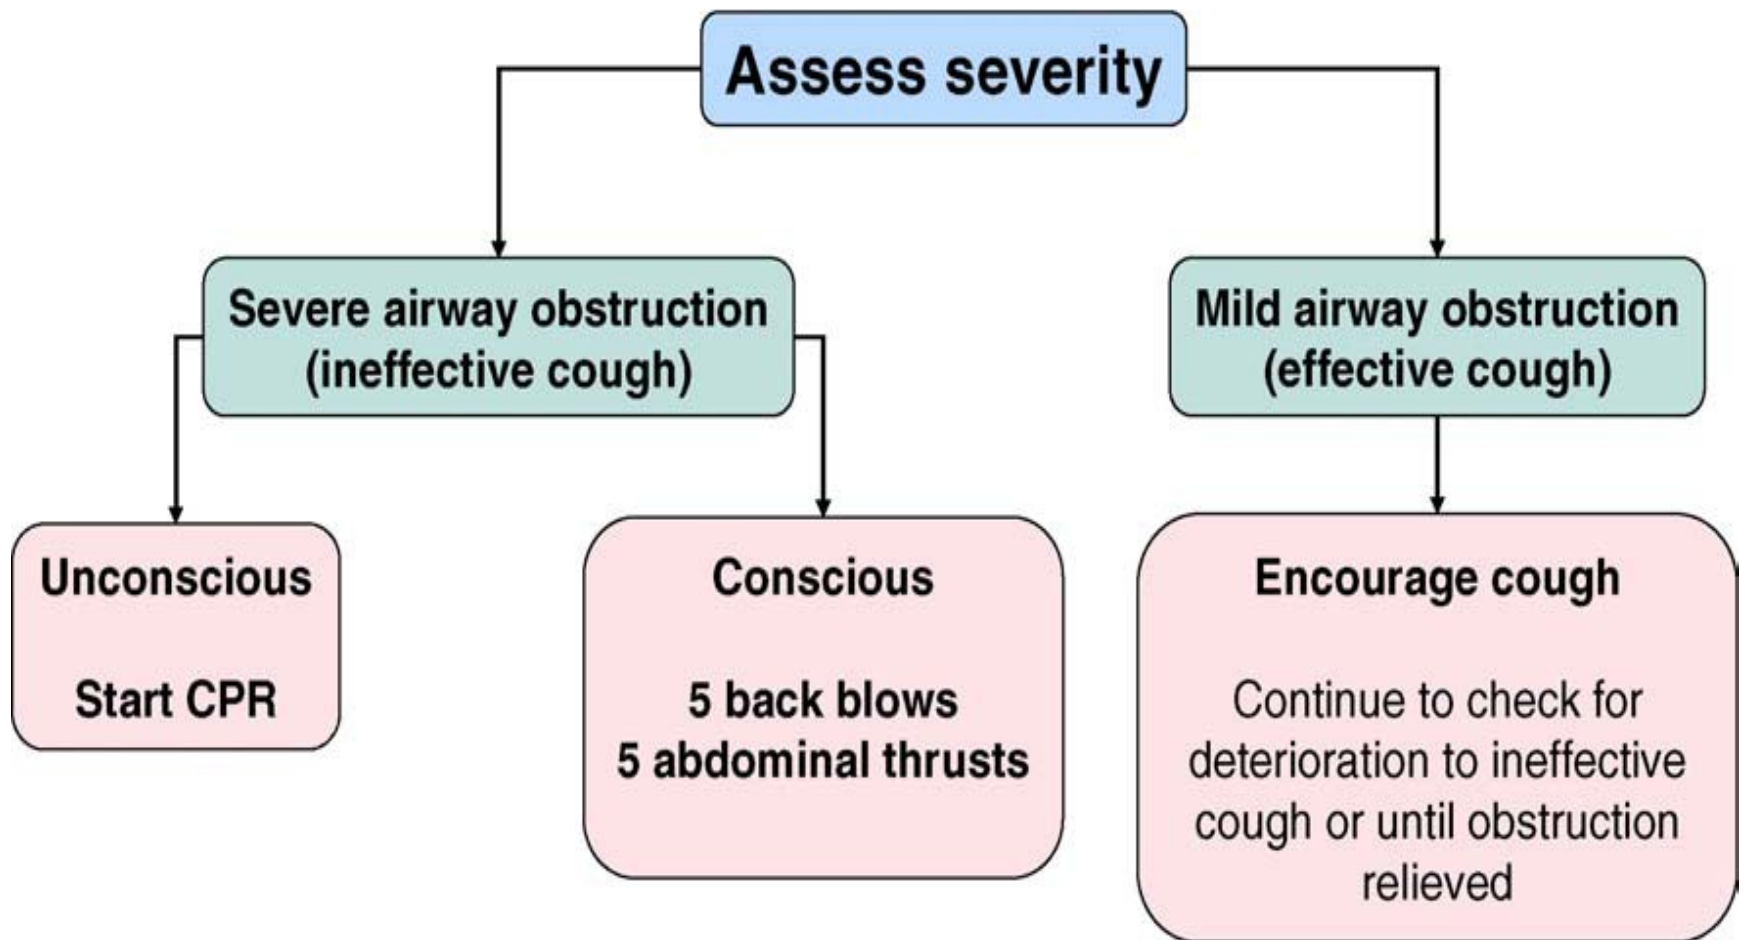 Assess severity
Severe airway obstruction
(ineffective cough)
Mild airway obstruction
(effective cough)
Unconscious
Start CPR
Conscious
5 back blows
5 abdominal thrusts
Encourage cough
Continue to check for
deterioration to ineffective
cough or until obstruction
relieved